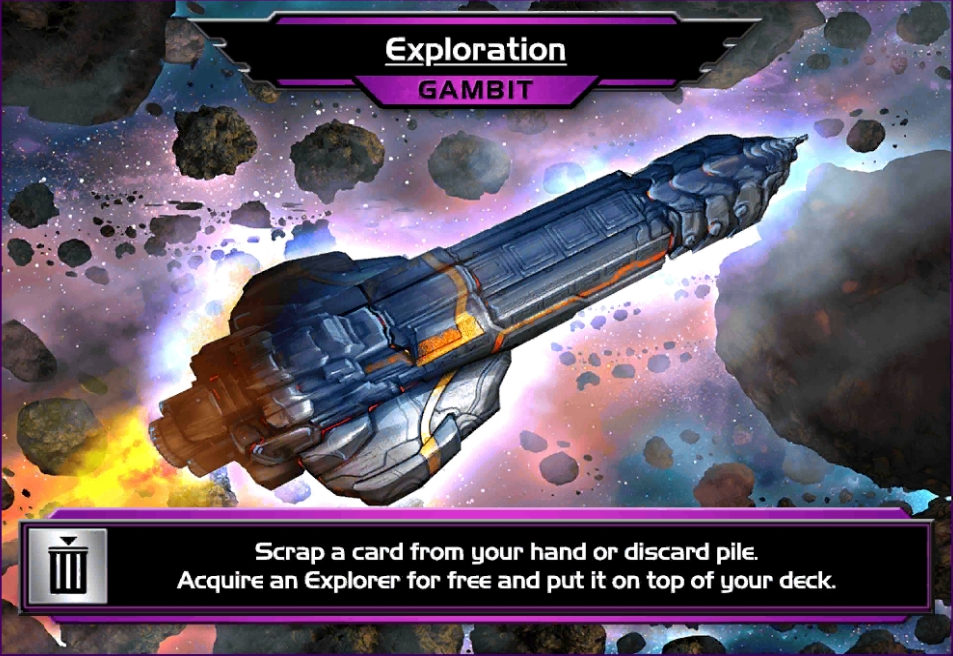 Exploration
GAMBIT
Scrap a card from your hand or discard pile.
Acquire an Explorer for free and put it on top of your deck.